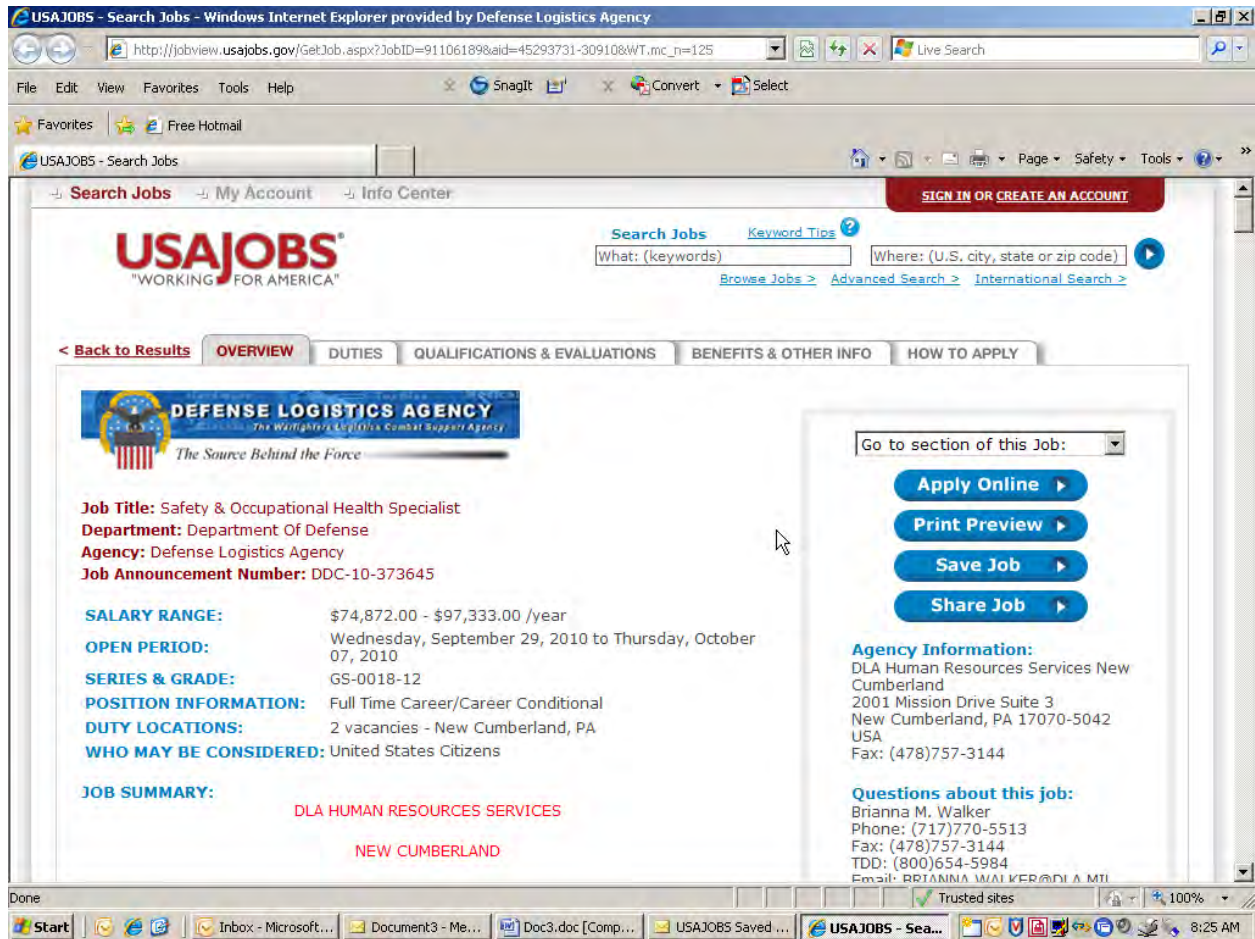 USAJOBS - Search Jobs - Windows Internet Explorer provided by Defense Logistics Agency
http://jobview.usajobs.gov/GetJob.aspx?JobID=91106189&aid=45293731-30910&WT.mc_n=125
Live Search
File Edit View Favorites Tools Help
SnagIt
Convert
Select
Favorites
Free Hotmail
USAJOBS - Search Jobs
Page
Safety
Tools
Search Jobs
My Account
Info Center
SIGN IN OR CREATE AN ACCOUNT
USAJOBS®
"WORKING FOR AMERICA"
Search Jobs
Keyword Tips
What: (keywords)
Where: (U.S. city, state or zip code)
Browse Jobs >
Advanced Search >
International Search >
< Back to Results
OVERVIEW
DUTIES
QUALIFICATIONS & EVALUATIONS
BENEFITS & OTHER INFO
HOW TO APPLY
DEFENSE LOGISTICS AGENCY
The Warfighters Logistics Combat Support Agency
The Source Behind the Force
Job Title: Safety & Occupational Health Specialist
Department: Department Of Defense
Agency: Defense Logistics Agency
Job Announcement Number: DDC-10-373645
SALARY RANGE: $74,872.00 - $97,333.00 /year
OPEN PERIOD: Wednesday, September 29, 2010 to Thursday, October
07, 2010
SERIES & GRADE: GS-0018-12
POSITION INFORMATION: Full Time Career/Career Conditional
DUTY LOCATIONS: 2 vacancies - New Cumberland, PA
WHO MAY BE CONSIDERED: United States Citizens
JOB SUMMARY:
DLA HUMAN RESOURCES SERVICES
NEW CUMBERLAND
Go to section of this Job:
Apply Online
Print Preview
Save Job
Share Job
Agency Information:
DLA Human Resources Services New
Cumberland
2001 Mission Drive Suite 3
New Cumberland, PA 17070-5042
USA
Fax: (478)757-3144
Questions about this job:
Brianna M. Walker
Phone: (717)770-5513
Fax: (478)757-3144
TDD: (800)654-5984
Email: BRIANNA.WALKER@DLA.MIL
Done
Trusted sites
100%
Start
Inbox - Microsoft...
Document3 - Me...
Doc3.doc [Comp...
USAJOBS Saved ...
USAJOBS - Sea...
8:25 AM